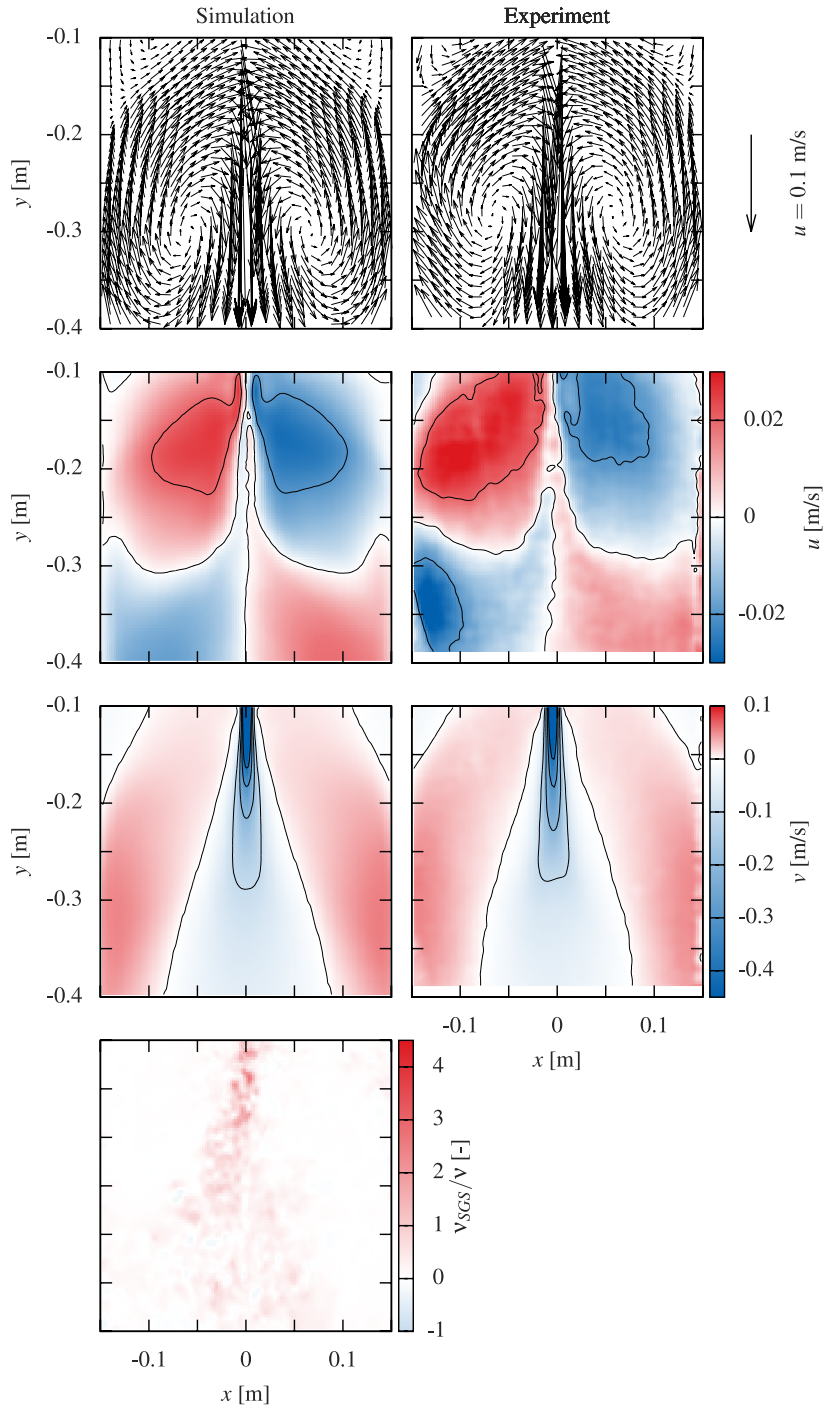 Simulation
Experiment
-0.1
-0.2
-0.3
-0.4
y [m]
u = 0.1 m/s
-0.1
-0.2
-0.3
-0.4
y [m]
0.02
0
-0.02
u [m/s]
-0.1
-0.2
-0.3
-0.4
y [m]
0.1
0
-0.1
-0.2
-0.3
-0.4
v [m/s]
-0.1 0 0.1
x [m]
4
3
2
1
0
-1
νSGS/ν [-]
-0.1 0 0.1
x [m]